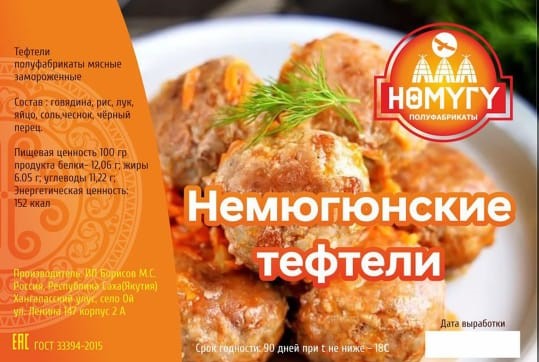 Тефтели
полуфабрикаты мясные
замороженные
Состав : говядина, рис, лук,
яйцо, соль,чеснок, чёрный
перец.
Пищевая ценность 100 гр
продукта белки– 12,06 г; жиры
6.05 г; углеводы 11,22 г;
Энергетическая ценность:
152 ккал
Производитель: ИП Борисов М.С.
Россия, Республика Саха(Якутия)
Хангаласский улус, село Ой
ул. Ленина 147 корпус 2 А
ЕАС ГОСТ 33394-2015
НӨМҮГҮ
ПОЛУФАБРИКАТЫ
Немюгюнские
тефтели
Дата выработки
Срок годности: 90 дней при t не ниже – 18С